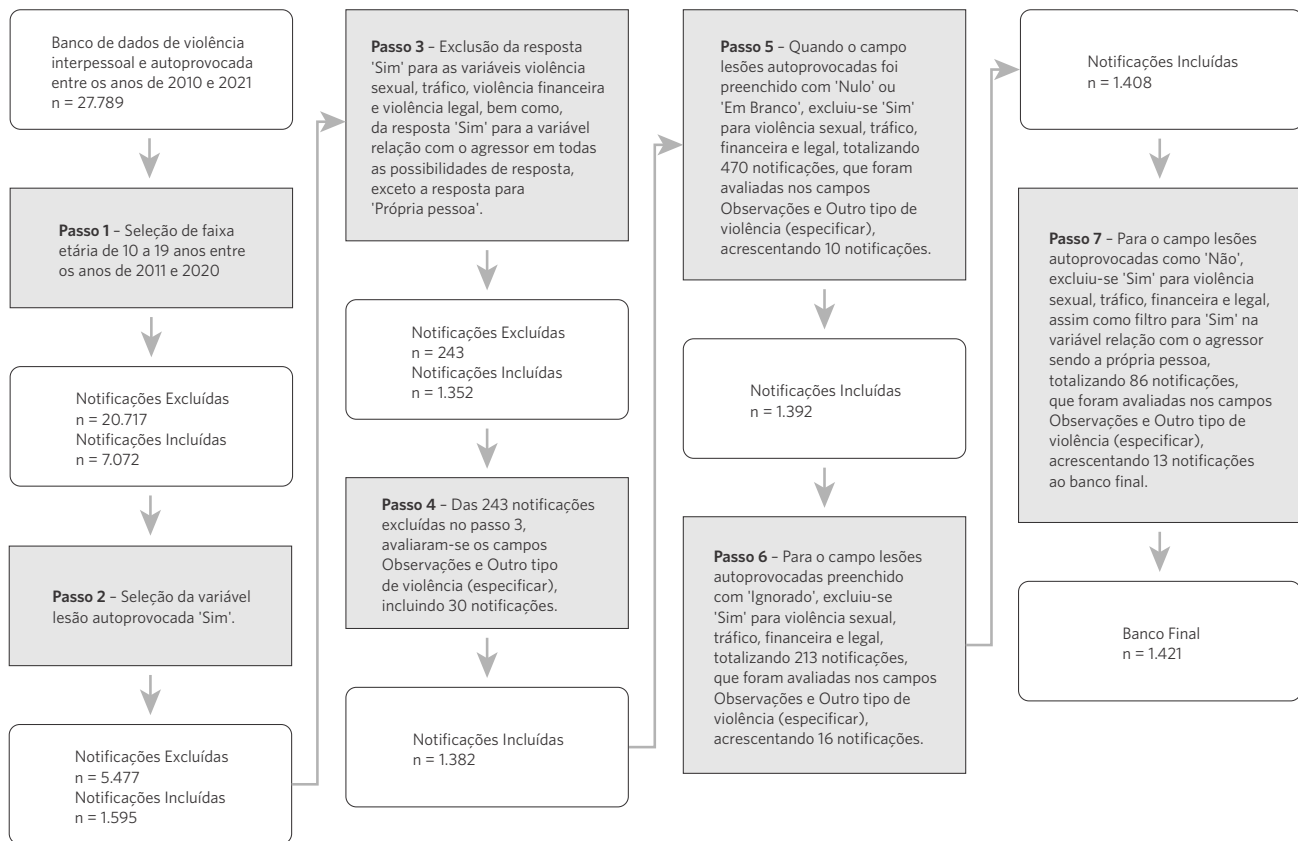 Banco de dados de violência
interpessoal e autoprovocada
entre os anos de 2010 e 2021
n = 27.789
Passo 1 – Seleção de faixa
etária de 10 a 19 anos entre
os anos de 2011 e 2020
Notificações Excluídas
n = 20.717
Notificações Incluídas
n = 7.072
Passo 2 – Seleção da variável
lesão autoprovocada 'Sim'.
Notificações Excluídas
n = 5.477
Notificações Incluídas
n = 1.595
Passo 3 – Exclusão da resposta
'Sim' para as variáveis violência
sexual, tráfico, violência financeira
e violência legal, bem como,
da resposta 'Sim' para a variável
relação com o agressor em todas
as possibilidades de resposta,
exceto a resposta para
'Própria pessoa'.
Notificações Excluídas
n = 243
Notificações Incluídas
n = 1.352
Passo 4 – Das 243 notificações
excluídas no passo 3,
avaliaram-se os campos
Observações e Outro tipo
de violência (especificar),
incluindo 30 notificações.
Notificações Incluídas
n = 1.382
Passo 5 – Quando o campo
lesões autoprovocadas foi
preenchido com 'Nulo' ou
'Em Branco', excluiu-se 'Sim'
para violência sexual, tráfico,
financeira e legal, totalizando
470 notificações, que foram
avaliadas nos campos
Observações e Outro tipo de
violência (especificar),
acrescentando 10 notificações.
Notificações Incluídas
n = 1.392
Passo 6 – Para o campo lesões
autoprovocadas preenchido
com 'Ignorado', excluiu-se
'Sim' para violência sexual,
tráfico, financeira e legal,
totalizando 213 notificações,
que foram avaliadas nos campos
Observações e Outro tipo de
violência (especificar),
acrescentando 16 notificações.
Notificações Incluídas
n = 1.408
Passo 7 – Para o campo lesões
autoprovocadas como 'Não',
excluiu-se 'Sim' para violência
sexual, tráfico, financeira e legal,
assim como filtro para 'Sim' na
variável relação com o agressor
sendo a própria pessoa,
totalizando 86 notificações,
que foram avaliadas nos campos
Observações e Outro tipo de
violência (especificar),
acrescentando 13 notificações
ao banco final.
Banco Final
n = 1.421